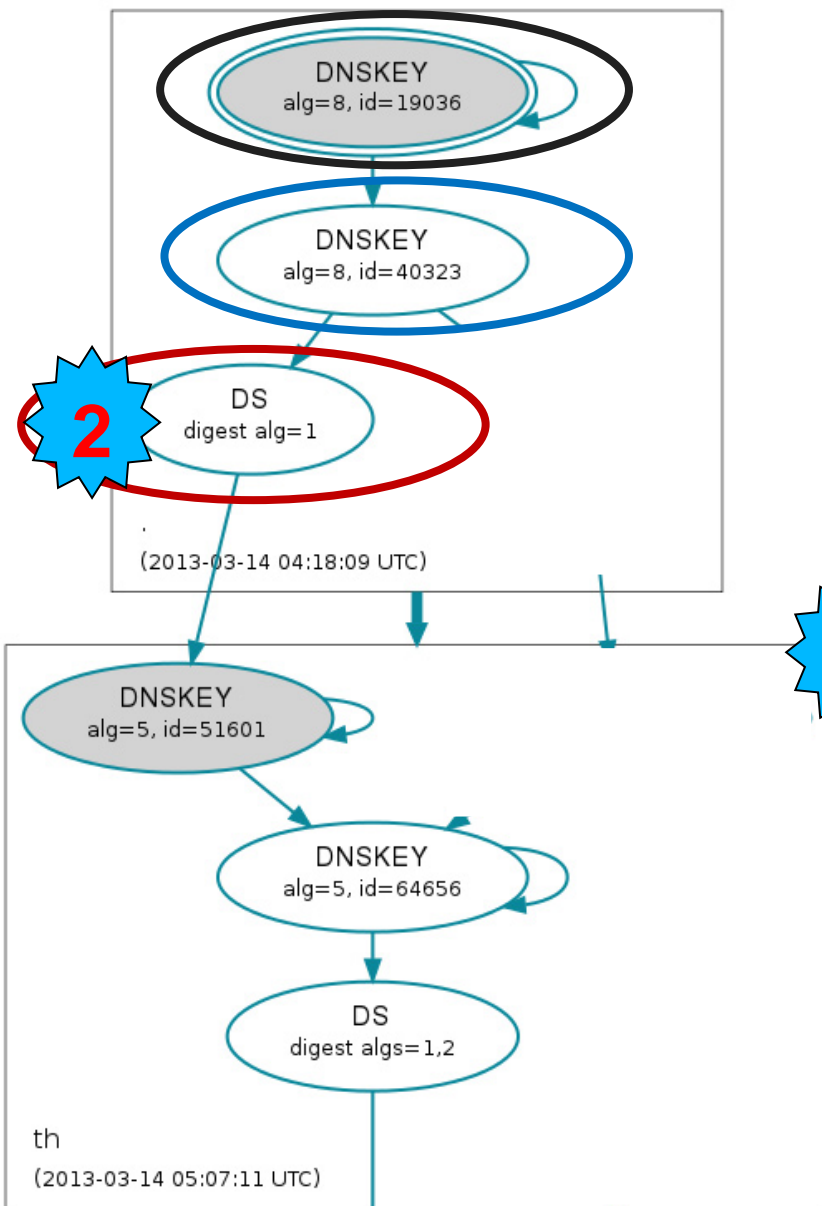 DNSKEY
alg=8, id=19036
DNSKEY
alg=8, id=40323
2
DS
digest alg=1
.
(2013-03-14 04:18:09 UTC)
DNSKEY
alg=5, id=51601
DNSKEY
alg=5, id=64656
DS
digest algs=1,2
th
(2013-03-14 05:07:11 UTC)